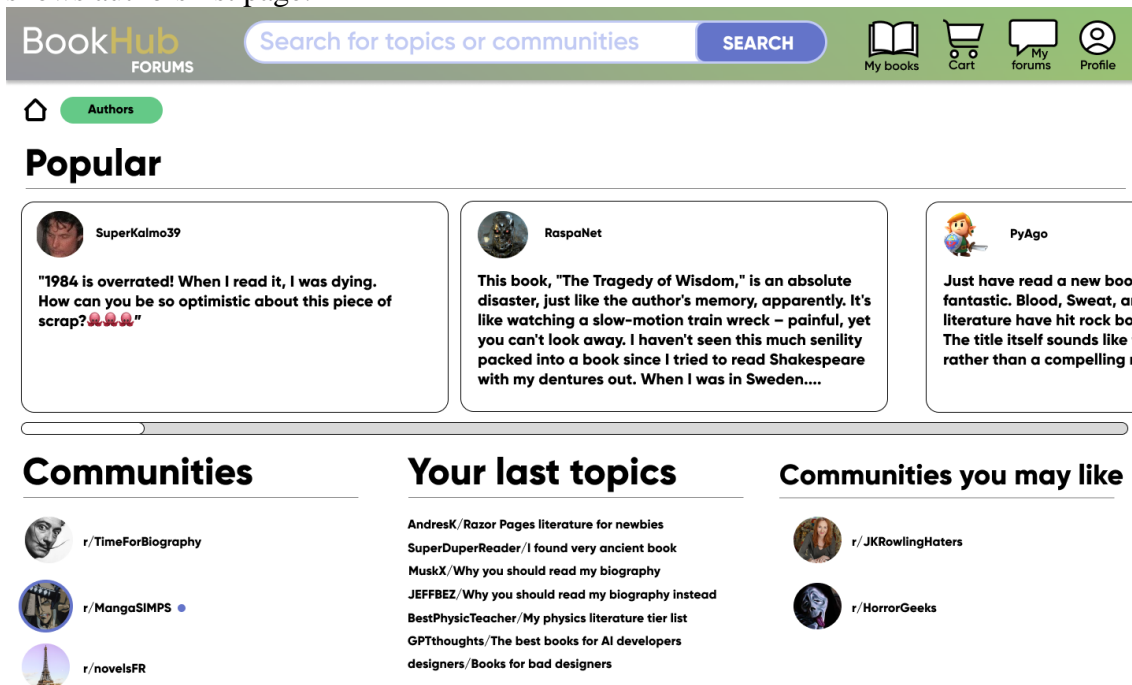 shows authors list page.
BookHub
FORUMS
Search for topics or communities
SEARCH
My books
Cart
My
forums
Profile
Authors
Popular
SuperKalmo39
"1984 is overrated! When I read it, I was dying.
How can you be so optimistic about this piece of
scrap?🦑🦑🦑"
RaspaNet
This book, "The Tragedy of Wisdom," is an absolute
disaster, just like the author's memory, apparently. It's
like watching a slow-motion train wreck – painful, yet
you can't look away. I haven't seen this much senility
packed into a book since I tried to read Shakespeare
with my dentures out. When I was in Sweden....
PyAgo
Just have read a new boo
fantastic. Blood, Sweat, a
literature have hit rock bo
The title itself sounds like
rather than a compelling
Communities
r/TimeForBiography
r/MangaSIMPS
r/novelsFR
Your last topics
AndresK/Razor Pages literature for newbies
SuperDuperReader/I found very ancient book
MuskX/Why you should read my biography
JEFFBEZ/Why you should read my biography instead
BestPhysicTeacher/My physics literature tier list
GPTthoughts/The best books for AI developers
designers/Books for bad designers
Communities you may like
r/JKRowlingHaters
r/HorrorGeeks